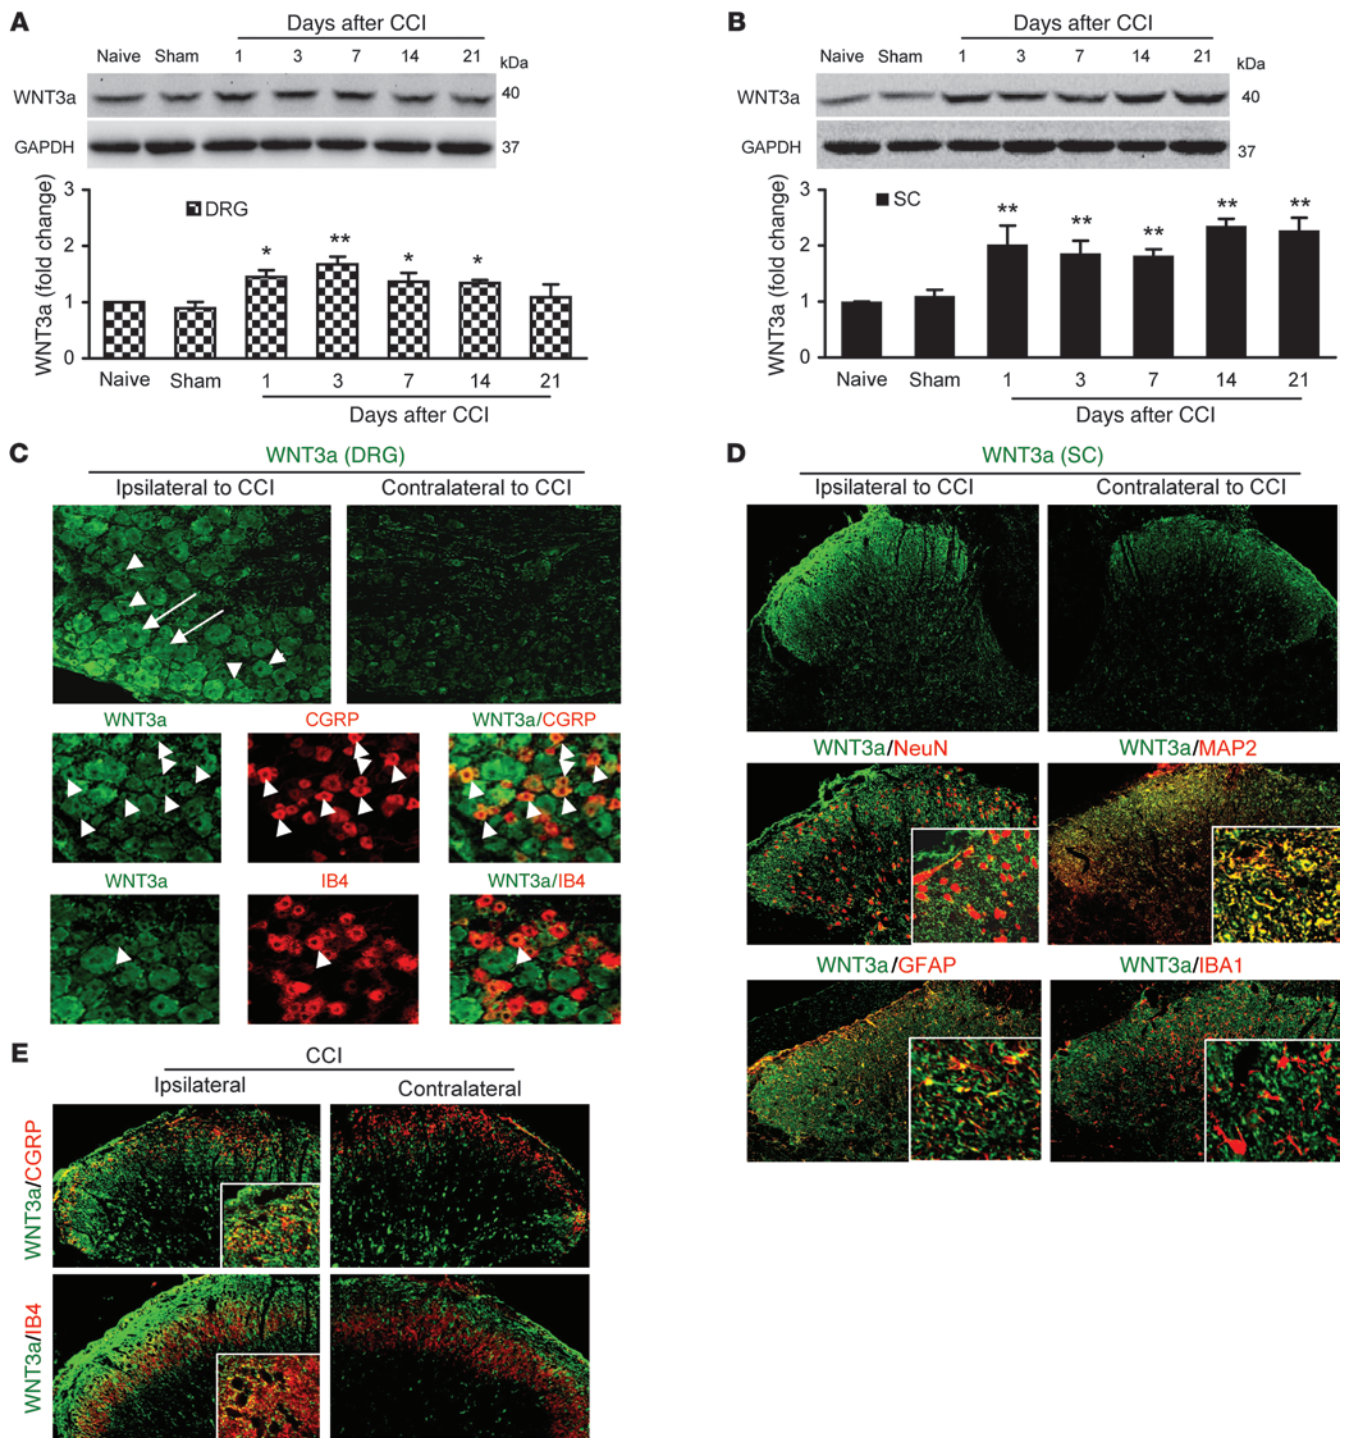 A
Days after CCI
Naive Sham 1 3 7 14 21 kDa
WNT3a 40
GAPDH 37
3
2
1
0
WNT3a (fold change)
DRG
* ** * *
Naive Sham 1 3 7 14 21
Days after CCI
B
Days after CCI
Naive Sham 1 3 7 14 21 kDa
WNT3a 40
GAPDH 37
3
2
1
0
WNT3a (fold change)
SC
** ** ** ** **
Naive Sham 1 3 7 14 21
Days after CCI
C
WNT3a (DRG)
Ipsilateral to CCI Contralateral to CCI
WNT3a CGRP WNT3a/CGRP
WNT3a IB4 WNT3a/IB4
D
WNT3a (SC)
Ipsilateral to CCI Contralateral to CCI
WNT3a/NeuN WNT3a/MAP2
WNT3a/GFAP WNT3a/IBA1
E
CCI
Ipsilateral Contralateral
WNT3a/CGRP
WNT3a/IB4